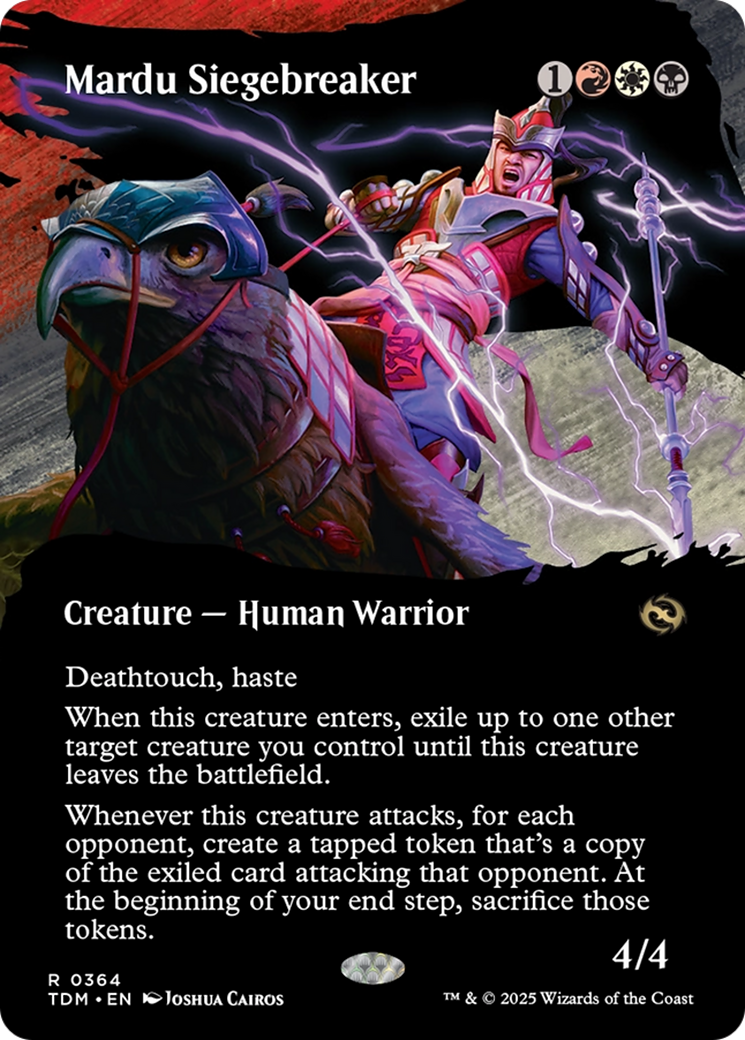 Mardu Siegebreaker 1
Creature — Human Warrior
Deathtouch, haste
When this creature enters, exile up to one other
target creature you control until this creature
leaves the battlefield.
Whenever this creature attacks, for each
opponent, create a tapped token that's a copy
of the exiled card attacking that opponent. At
the beginning of your end step, sacrifice those
tokens.
4/4
R 0364
TDM • EN Joshua Cairos
™ & © 2025 Wizards of the Coast